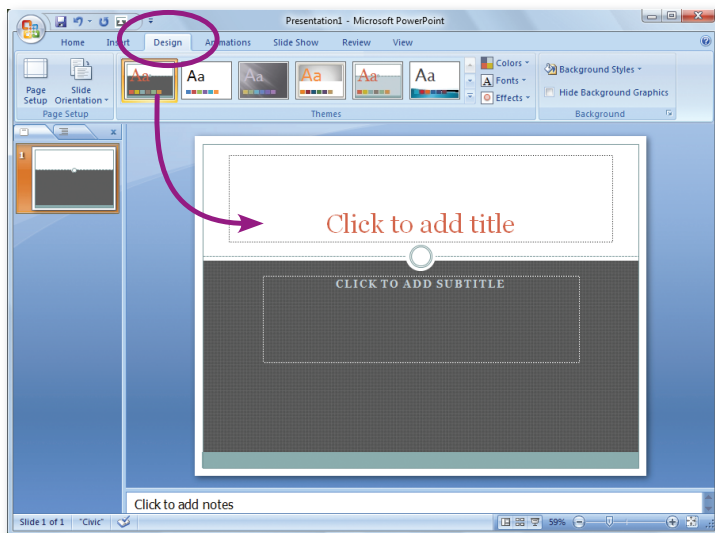 Presentation1 - Microsoft PowerPoint
Home Insert Design Animations Slide Show Review View
Aa Aa Aa Aa Aa Aa
Colors
Fonts
Effects
Background Styles
Hide Background Graphics
Page Setup
Slide Orientation
Page Setup
Themes
Background
1
Click to add title
CLICK TO ADD SUBTITLE
Click to add notes
Slide 1 of 1 "Civic" 59%